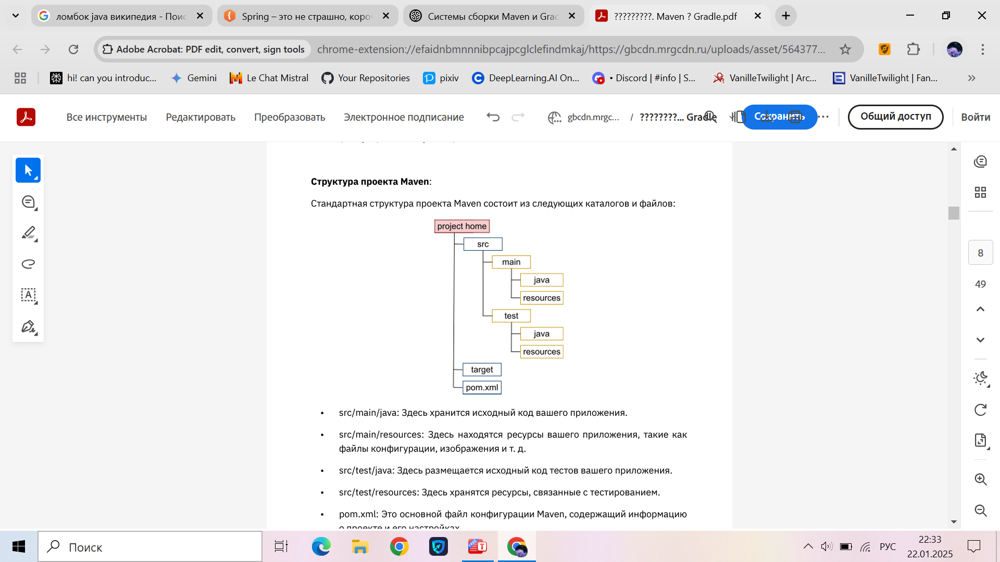 ломбок java википедия - Поис
Spring – это не страшно, коро
Системы сборки Maven и Grad
?????????. Maven ? Gradle.pdf
Adobe Acrobat: PDF edit, convert, sign tools
chrome-extension://efaidnbmnnnibpcajpcglclefindmkaj/https://gbcdn.mrgcdn.ru/uploads/asset/564377...
hi! can you introduc...
Gemini
Le Chat Mistral
Your Repositories
pixiv
DeepLearning.AI On...
• Discord | #info | S...
VanilleTwilight | Arc...
VanilleTwilight | Fan...
Все инструменты
Редактировать
Преобразовать
Электронное подписание
gbcdn.mrgc...
/
????????... Gradle
Сохранить
Общий доступ
Войти
Структура проекта Maven:
Стандартная структура проекта Maven состоит из следующих каталогов и файлов:
project home
src
main
java
resources
test
java
resources
target
pom.xml
• src/main/java: Здесь хранится исходный код вашего приложения.
• src/main/resources: Здесь находятся ресурсы вашего приложения, такие как
файлы конфигурации, изображения и т. д.
• src/test/java: Здесь размещается исходный код тестов вашего приложения.
• src/test/resources: Здесь хранятся ресурсы, связанные с тестированием.
• pom.xml: Это основной файл конфигурации Maven, содержащий информацию
о проекте и его настройках.
8
49
Поиск
FREE
T
РУС
22:33
22.01.2025